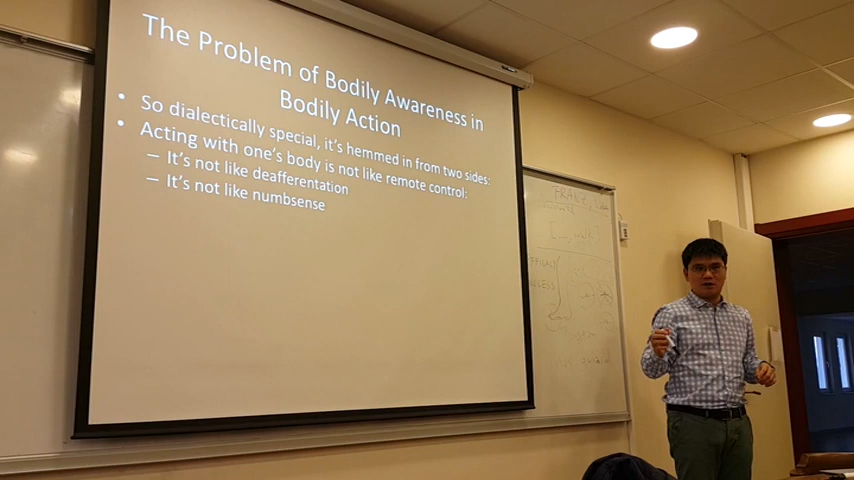 The Problem of Bodily Awareness in
Bodily Action
• So dialectically special, it's hemmed in from two sides:
• Acting with one's body is not like remote control:
– It's not like deafferentation
– It's not like numbsense